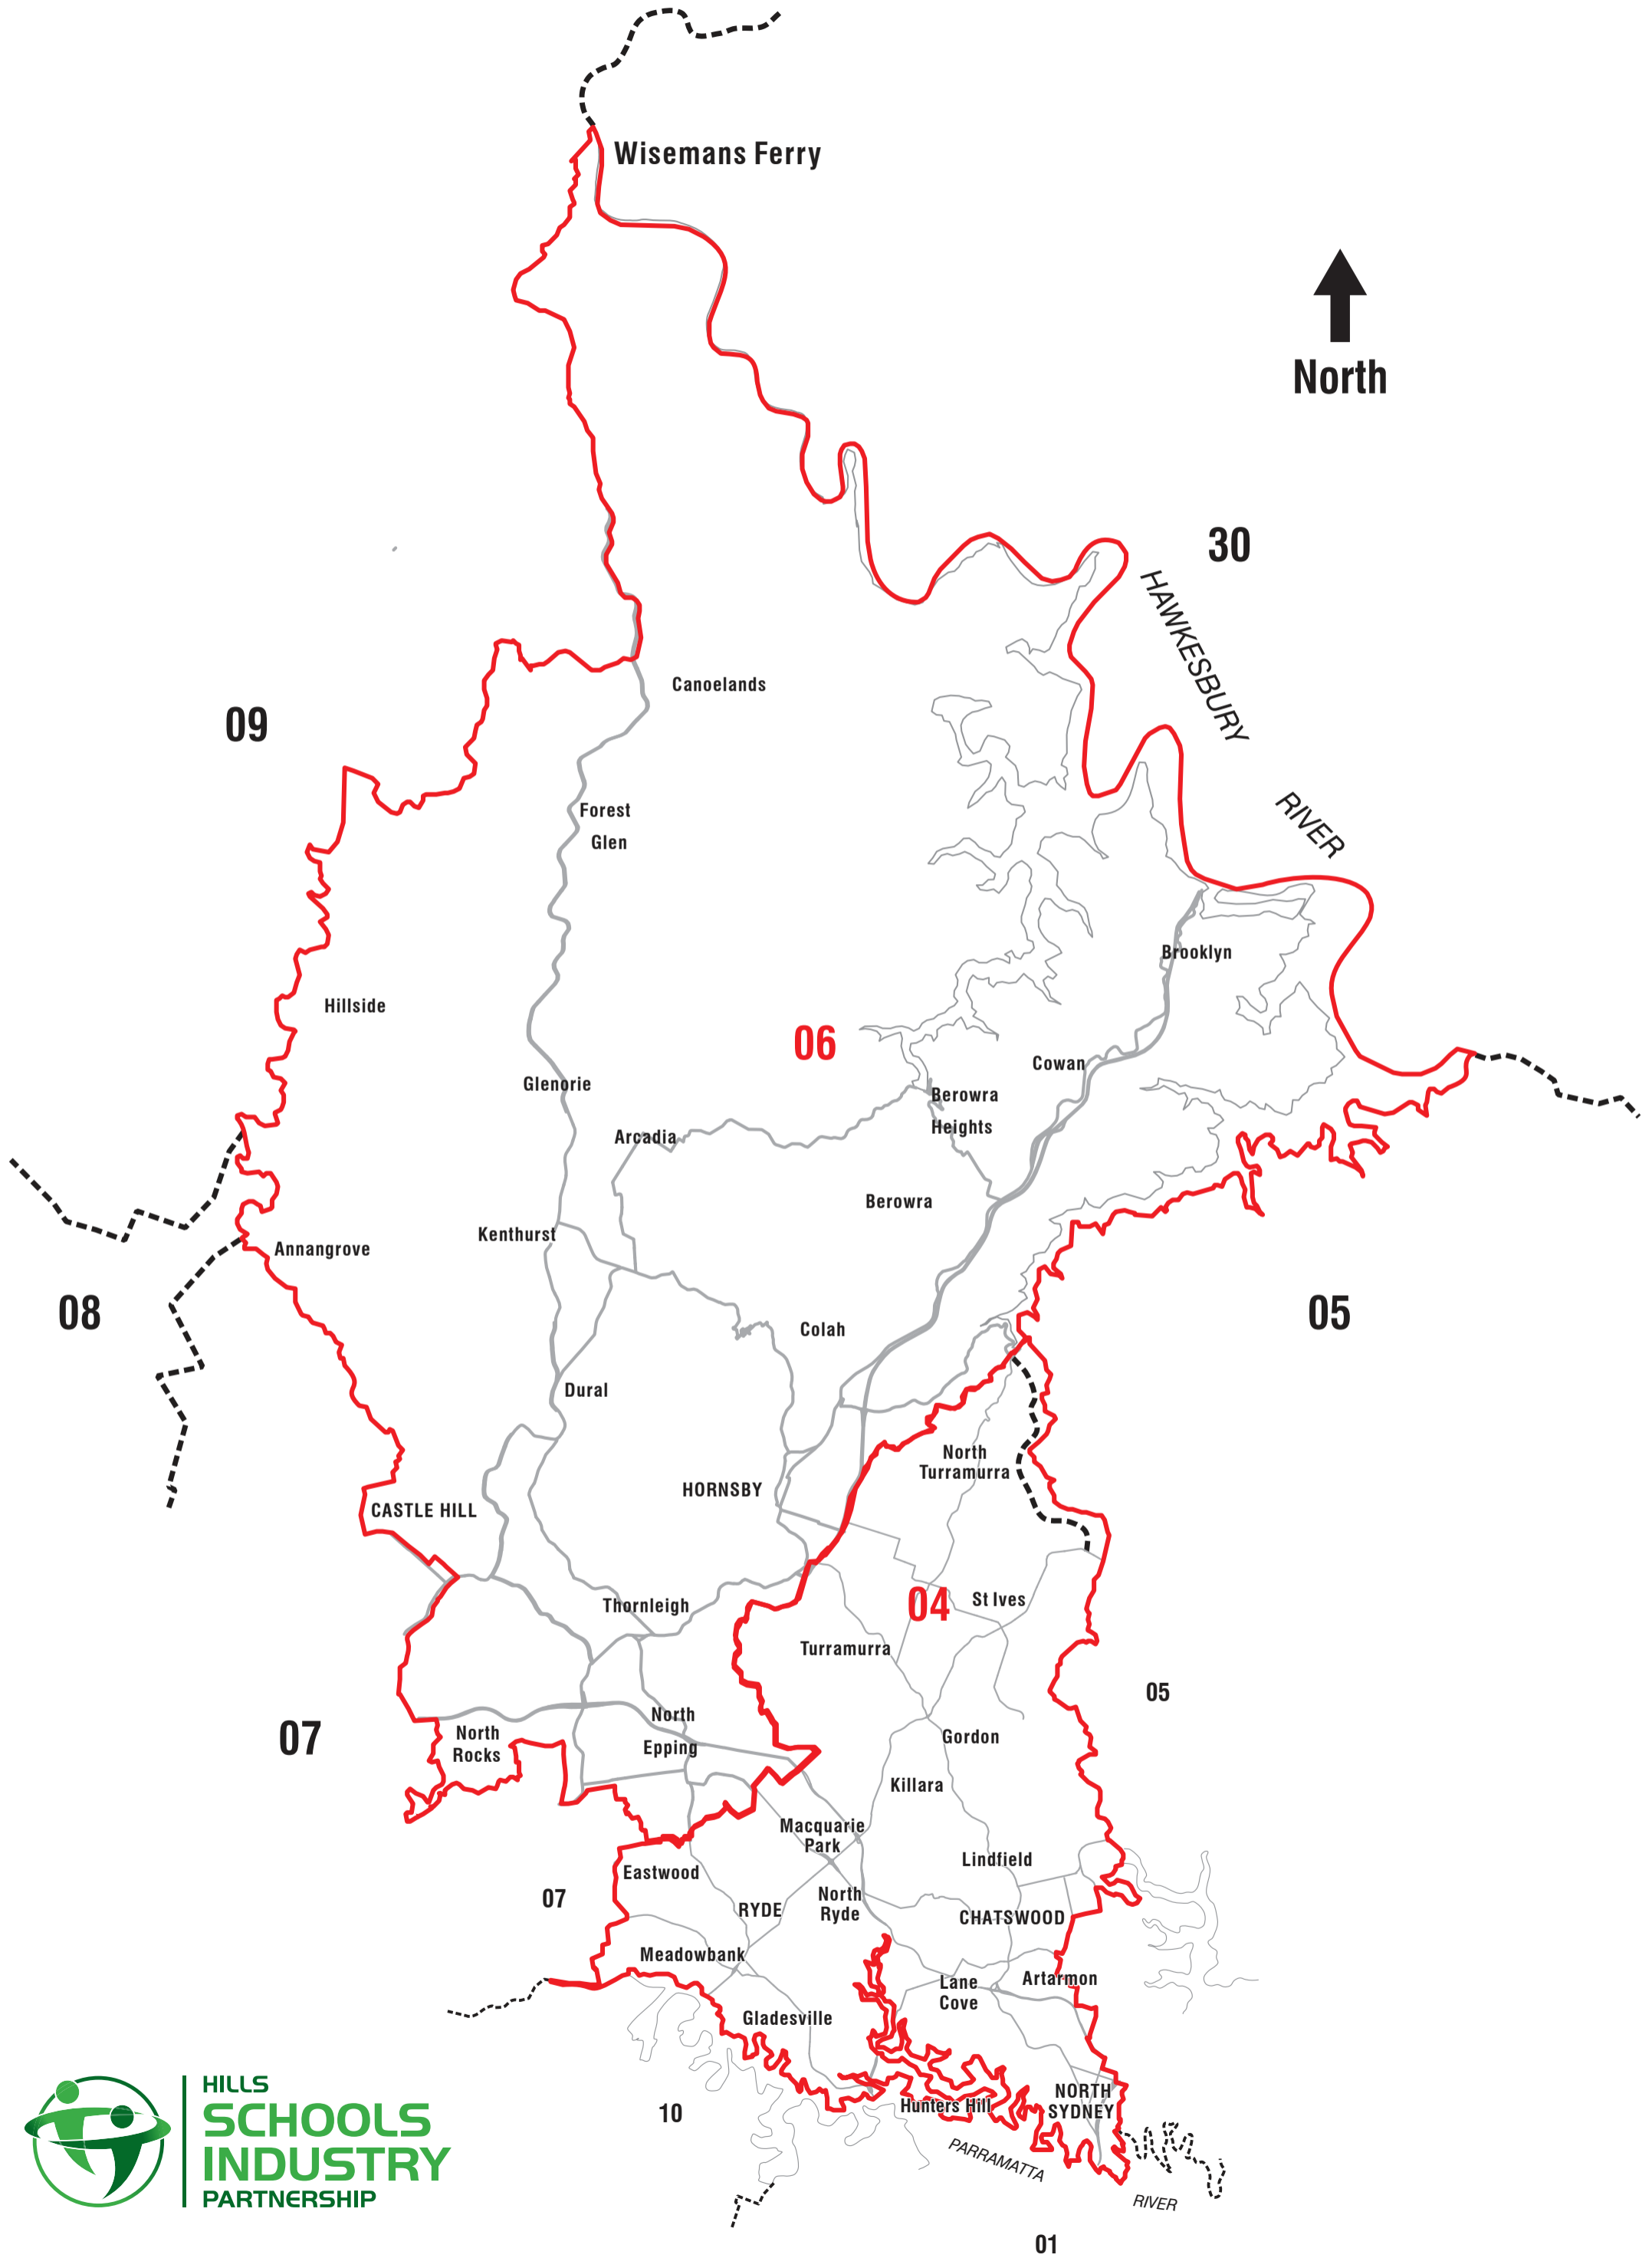 Wisemans Ferry
North
30
HAWKESBURY
RIVER
Canoelands
09
Forest
Glen
Brooklyn
Hillside
06
Cowan
Glenorie
Berowra
Heights
Arcadia
Berowra
Kenthurst
Annangrove
08
05
Colah
Dural
North
Turramurra
HORNSBY
CASTLE HILL
04
St Ives
Thornleigh
Turramurra
05
North
Epping
07
North
Rocks
Gordon
Killara
Macquarie
Park
Lindfield
Eastwood
07
North
Ryde
RYDE
CHATSWOOD
Meadowbank
Artarmon
Lane
Cove
Gladesville
NORTH
SYDNEY
Hunters Hill
10
PARRAMATTA
RIVER
01
HILLS
SCHOOLS
INDUSTRY
PARTNERSHIP